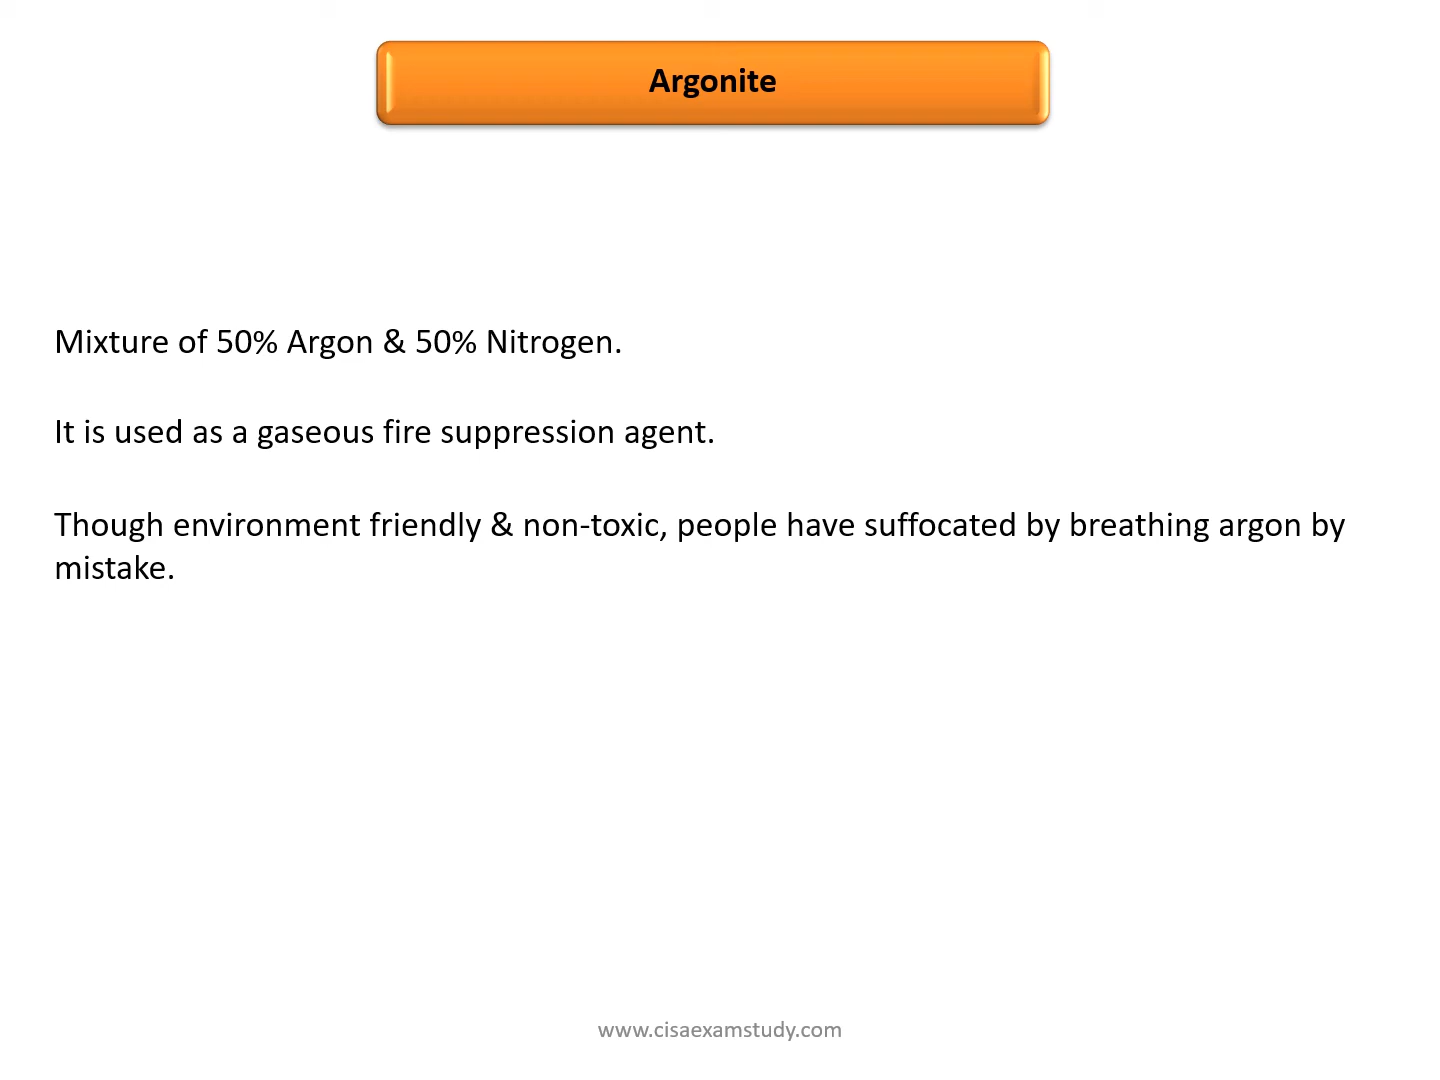 Argonite
Mixture of 50% Argon & 50% Nitrogen.
It is used as a gaseous fire suppression agent.
Though environment friendly & non-toxic, people have suffocated by breathing argon by
mistake.
www.cisaexamstudy.com